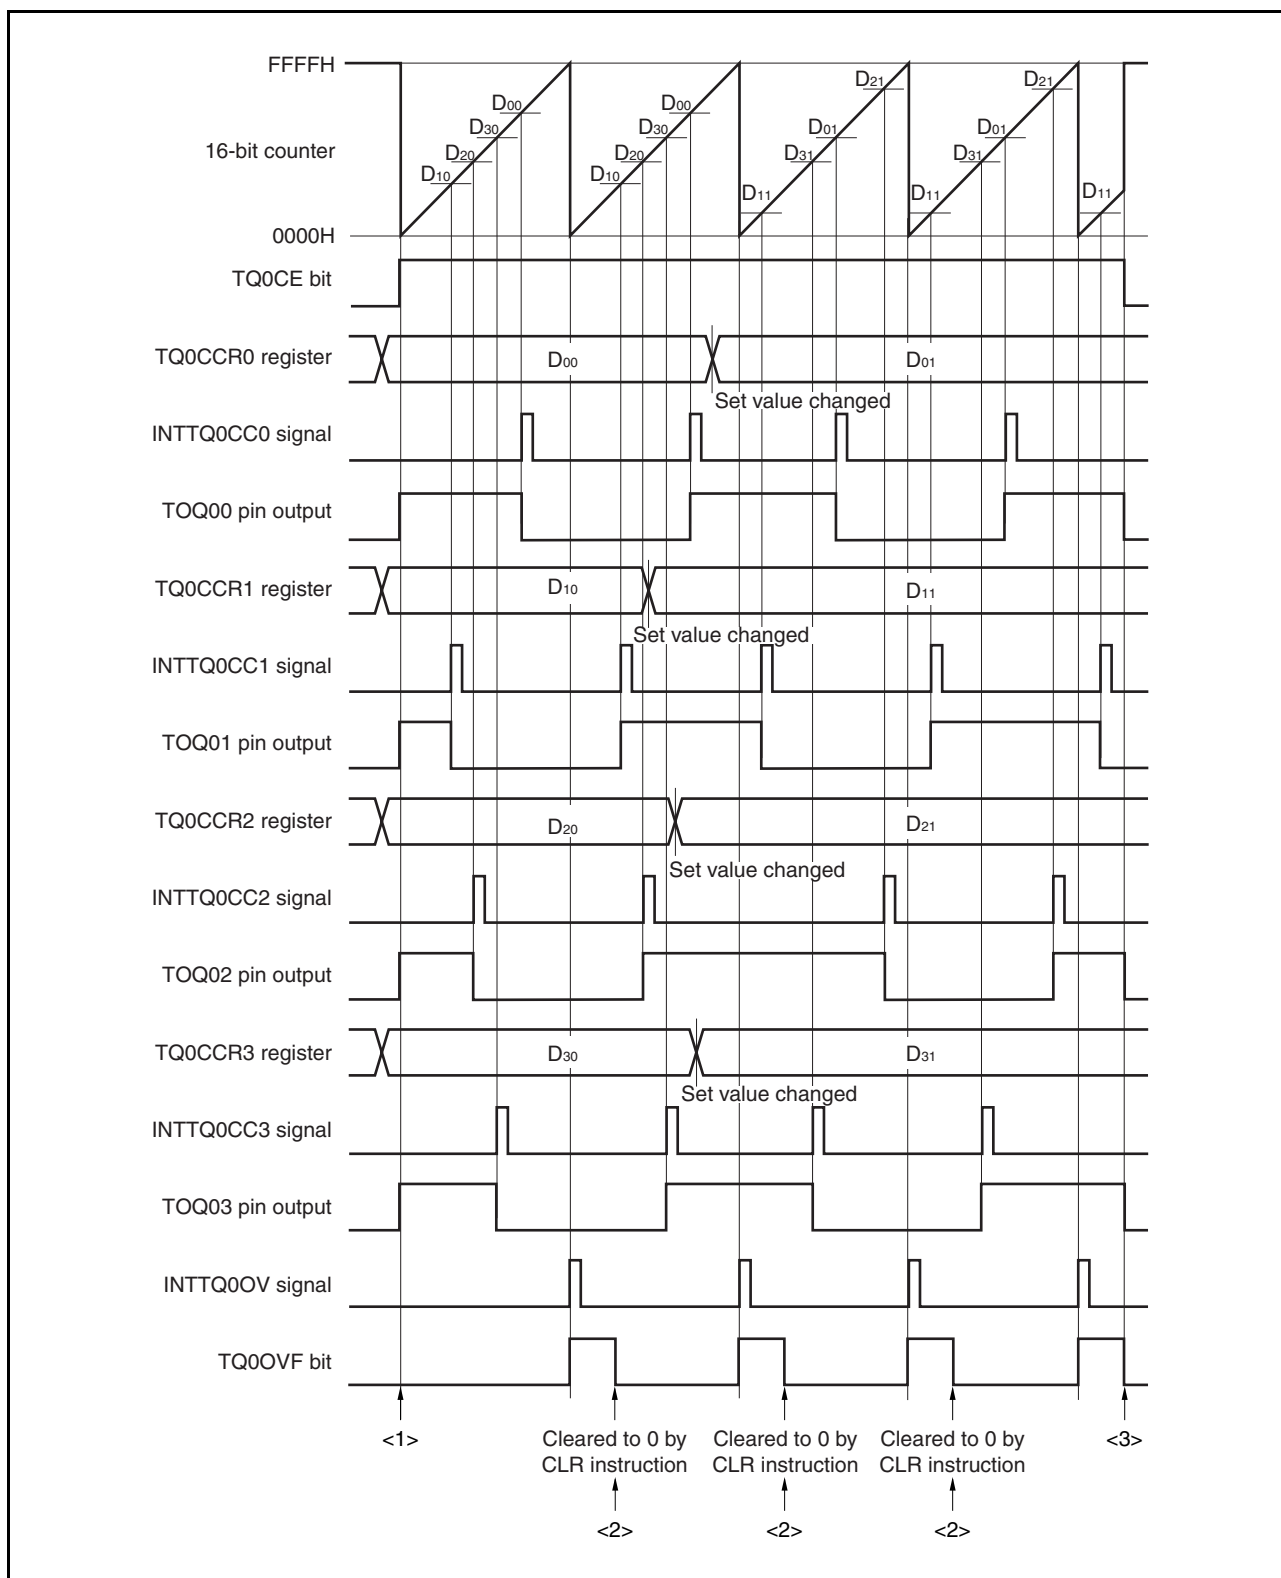 FFFFH
D21
D21
D00
D00
D30
D30
D01
D01
16-bit counter
D20
D20
D31
D31
D10
D10
D11
D11
D11
0000H
TQ0CE bit
TQ0CCR0 register
D00
D01
Set value changed
INTTQ0CC0 signal
TOQ00 pin output
TQ0CCR1 register
D10
D11
Set value changed
INTTQ0CC1 signal
TOQ01 pin output
TQ0CCR2 register
D20
D21
Set value changed
INTTQ0CC2 signal
TOQ02 pin output
TQ0CCR3 register
D30
D31
Set value changed
INTTQ0CC3 signal
TOQ03 pin output
INTTQ0OV signal
TQ0OVF bit
<1>
Cleared to 0 by
CLR instruction
Cleared to 0 by
CLR instruction
Cleared to 0 by
CLR instruction
<3>
<2>
<2>
<2>